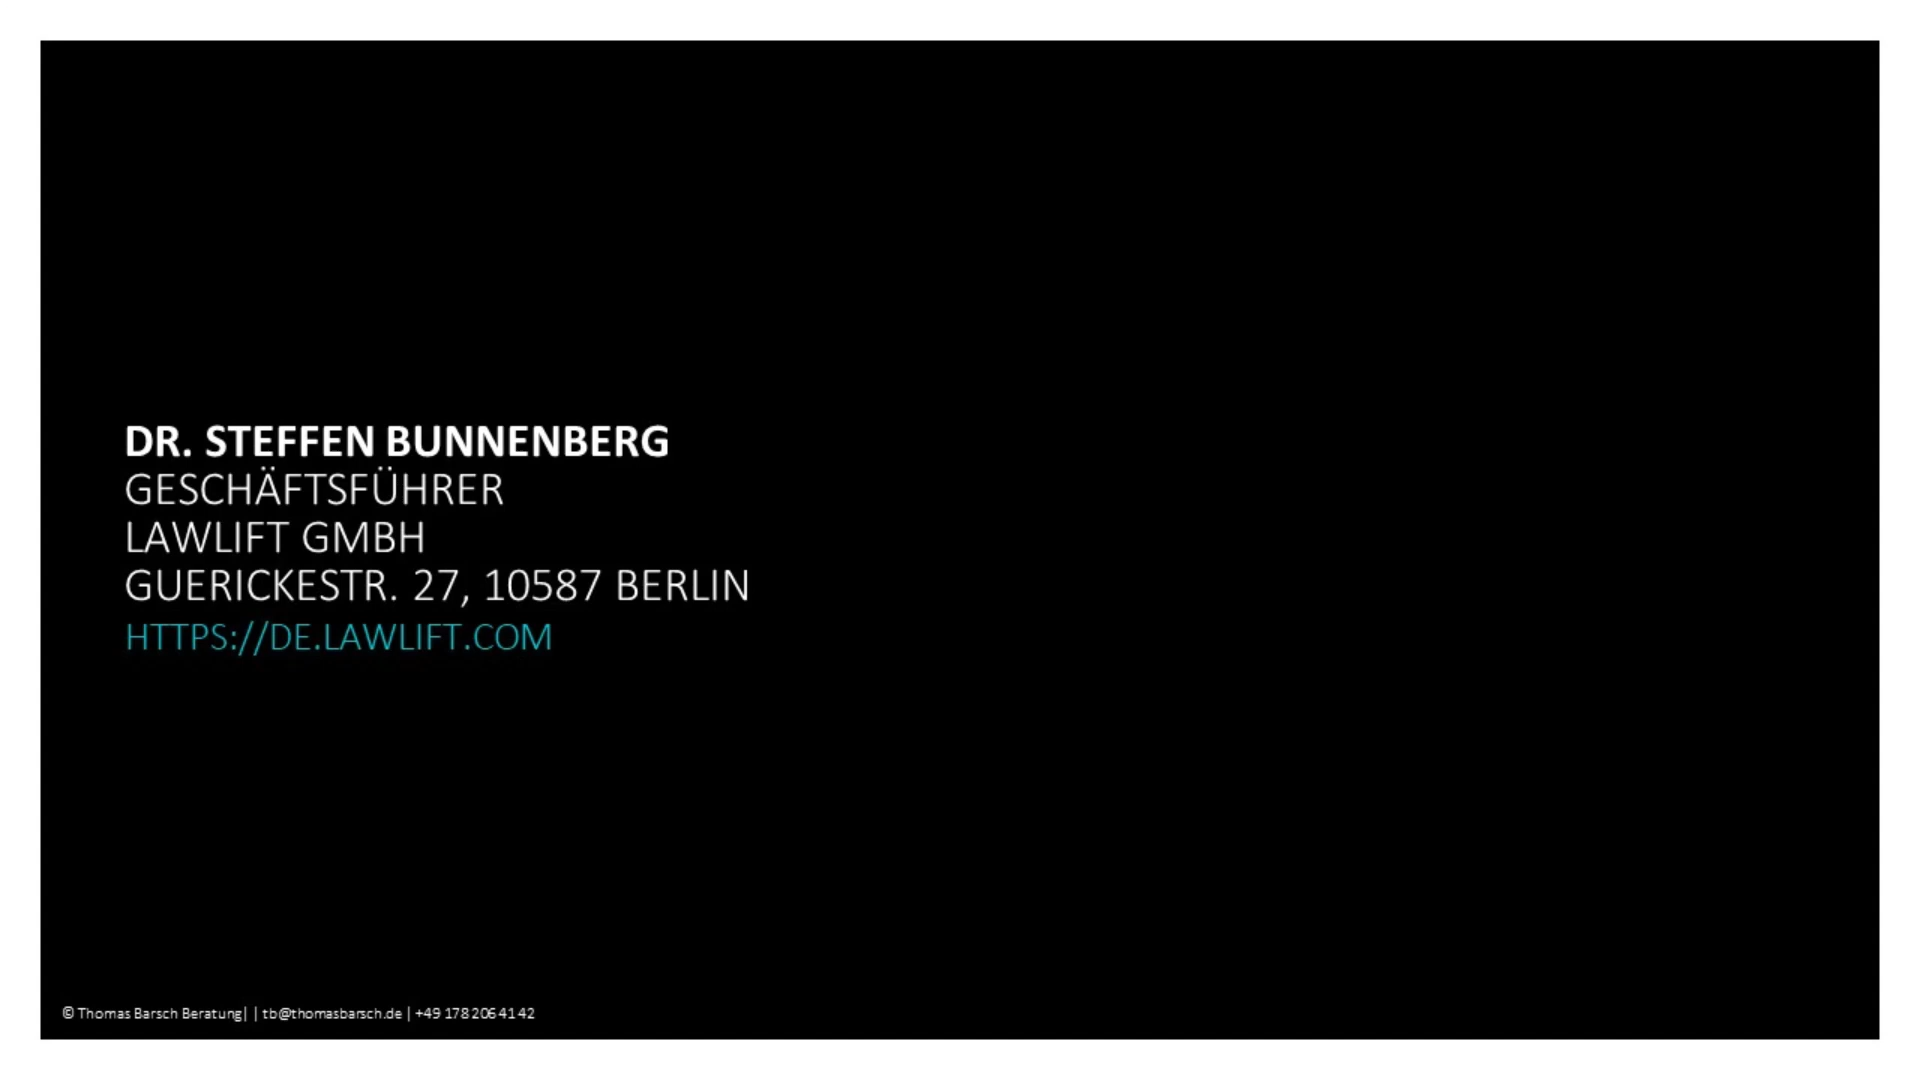 DR. STEFFEN BUNNENBERG
GESCHÄFTSFÜHRER
LAWLIFT GMBH
GUERICKESTR. 27, 10587 BERLIN
HTTPS://DE.LAWLIFT.COM
© Thomas Barsch Beratung| | tb@thomasbarsch.de | +49 178 206 41 42